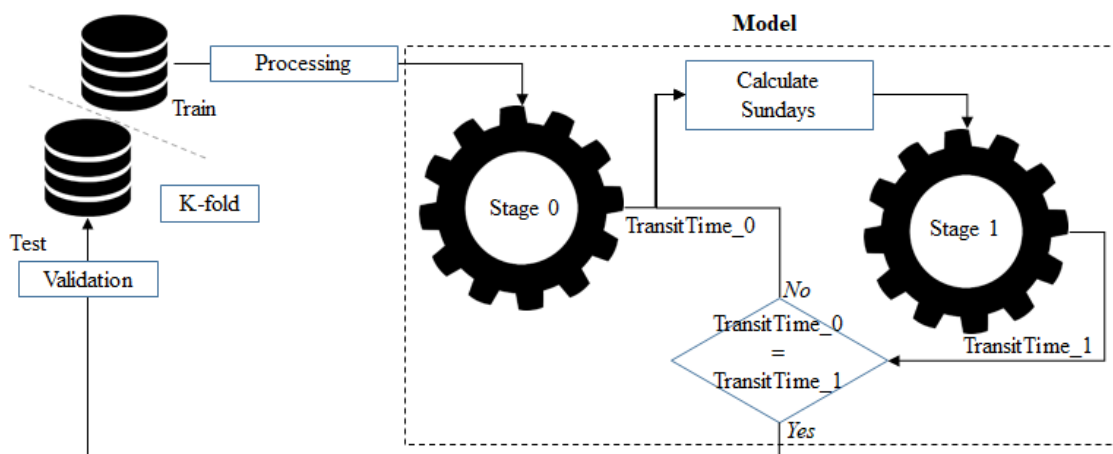 Model
Processing
Calculate
Sundays
Train
K-fold
Stage 0
TransitTime_0
Stage 1
Test
Validation
No
TransitTime_0
=
TransitTime_1
TransitTime_1
Yes